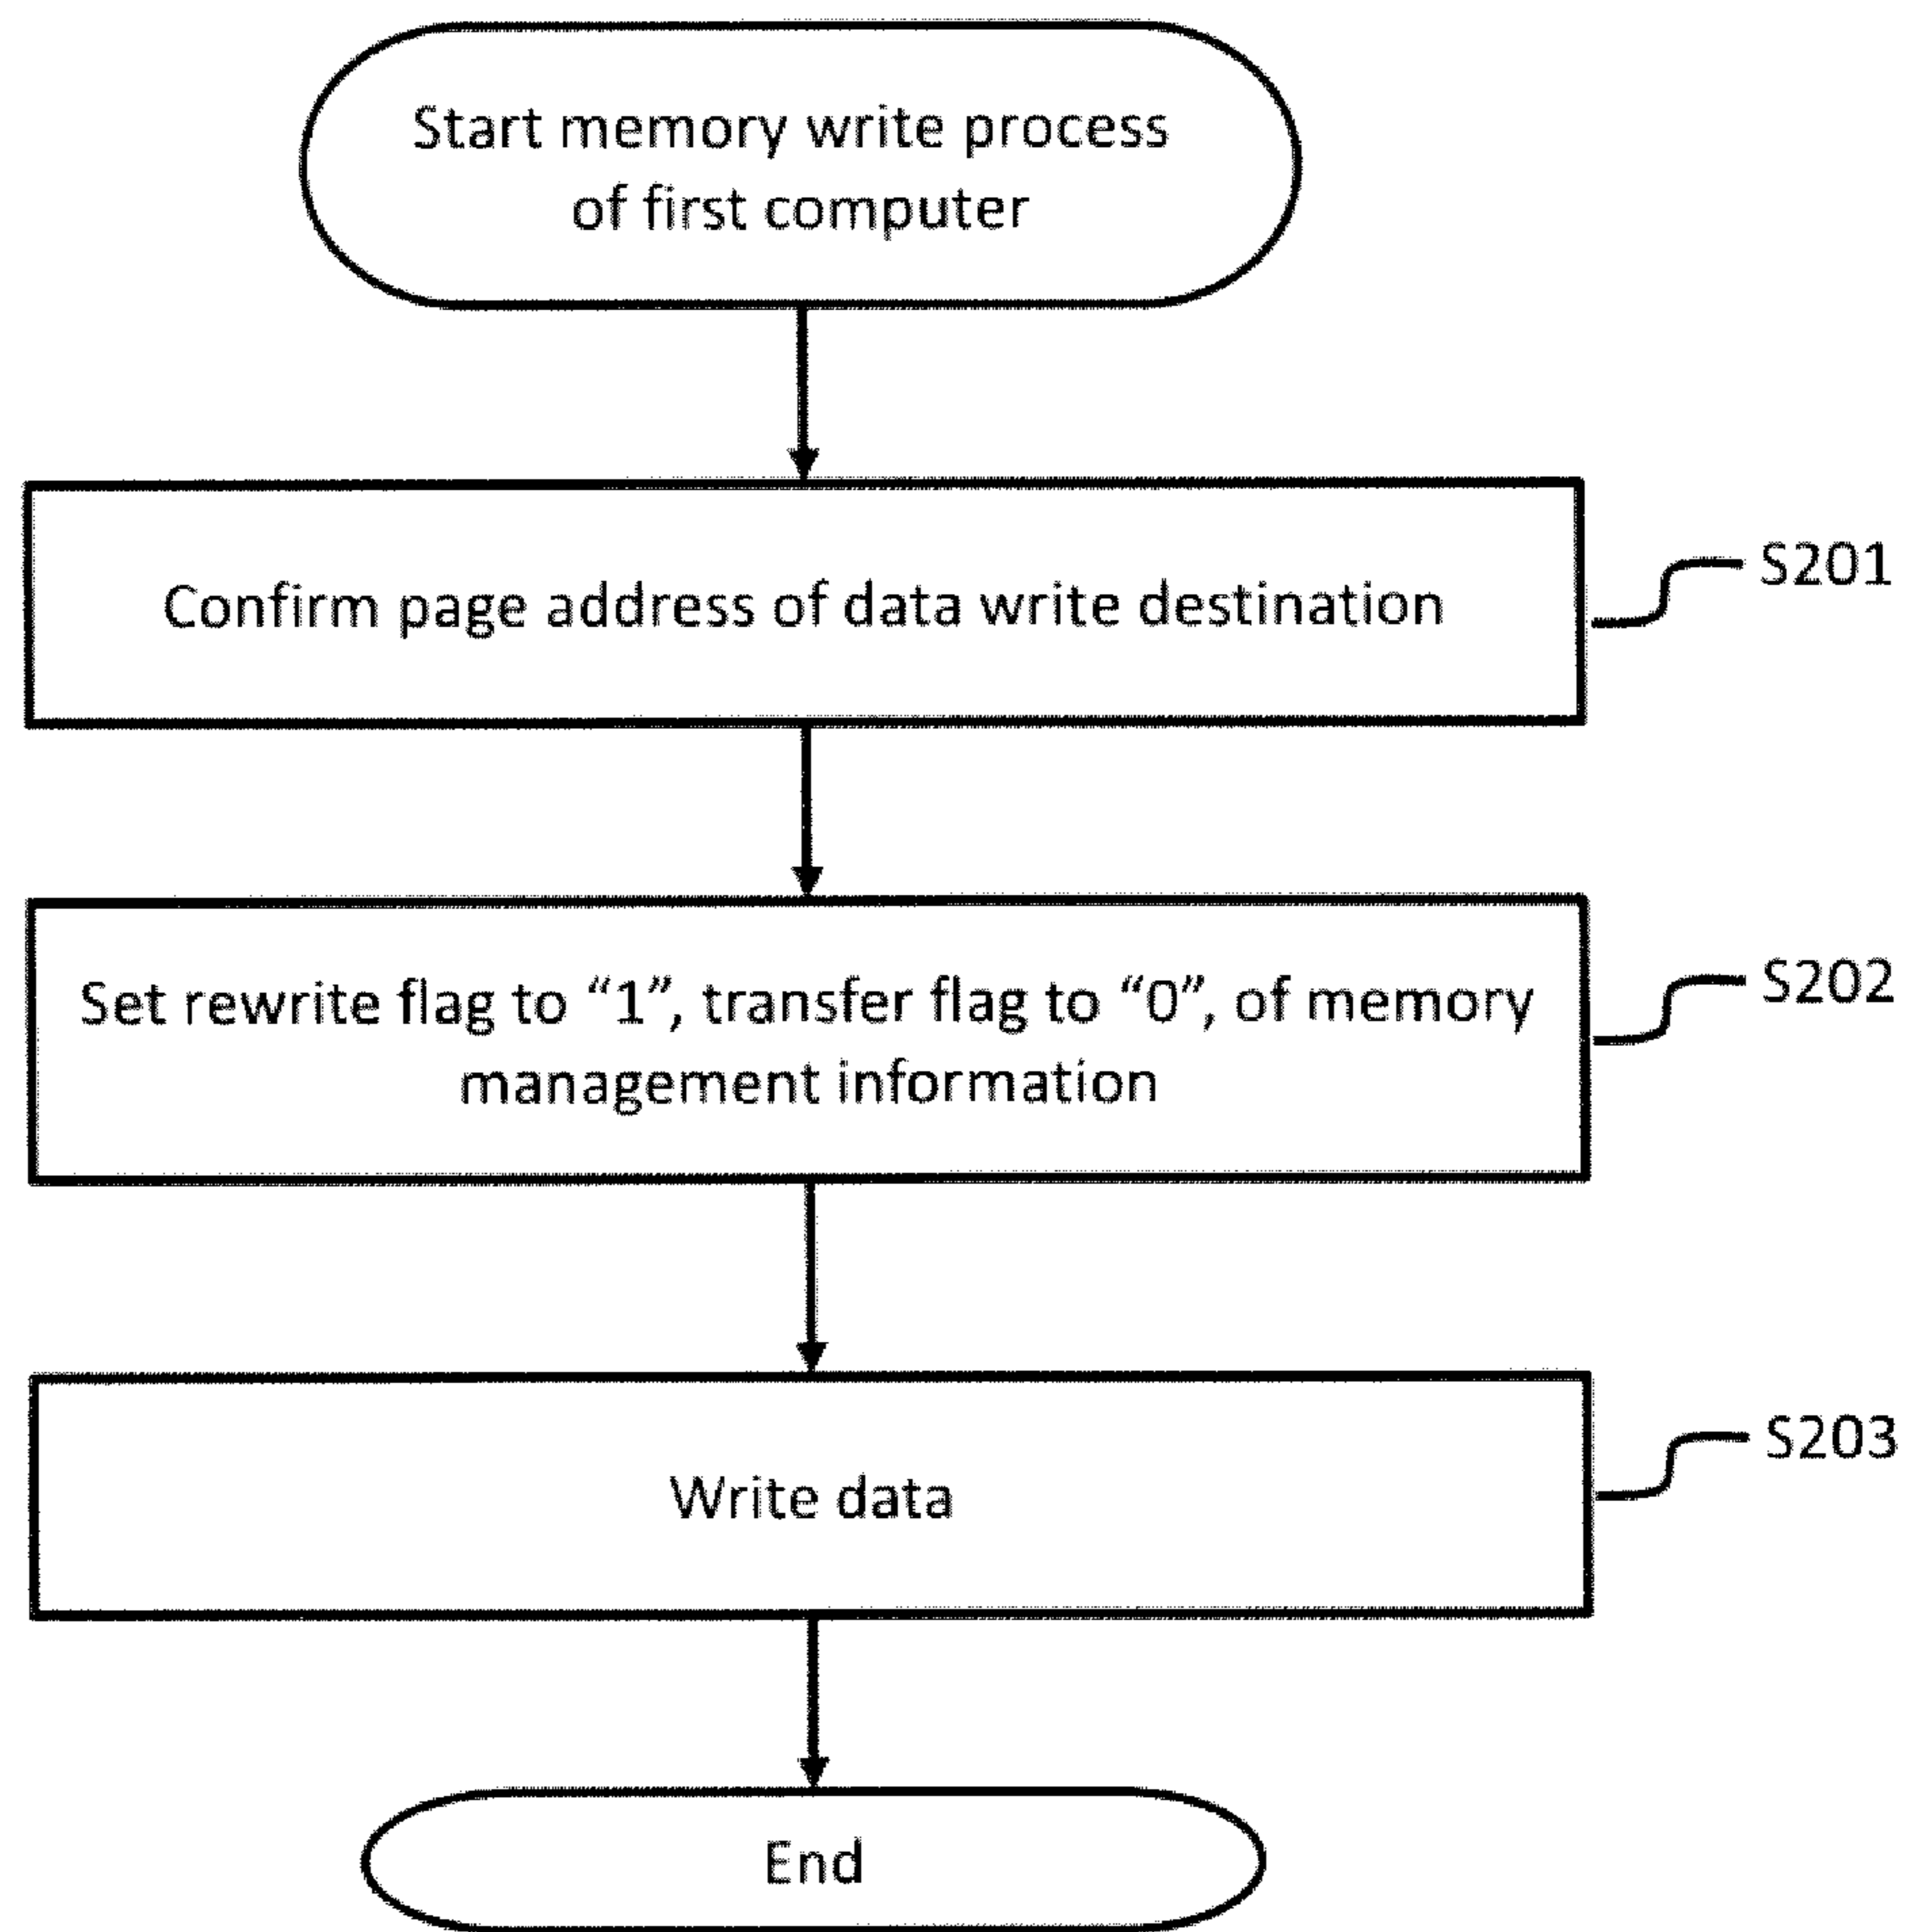 Start memory write process
of first computer
Confirm page address of data write destination
S201
Set rewrite flag to “1”, transfer flag to “0”, of memory
management information
S202
Write data
S203
End